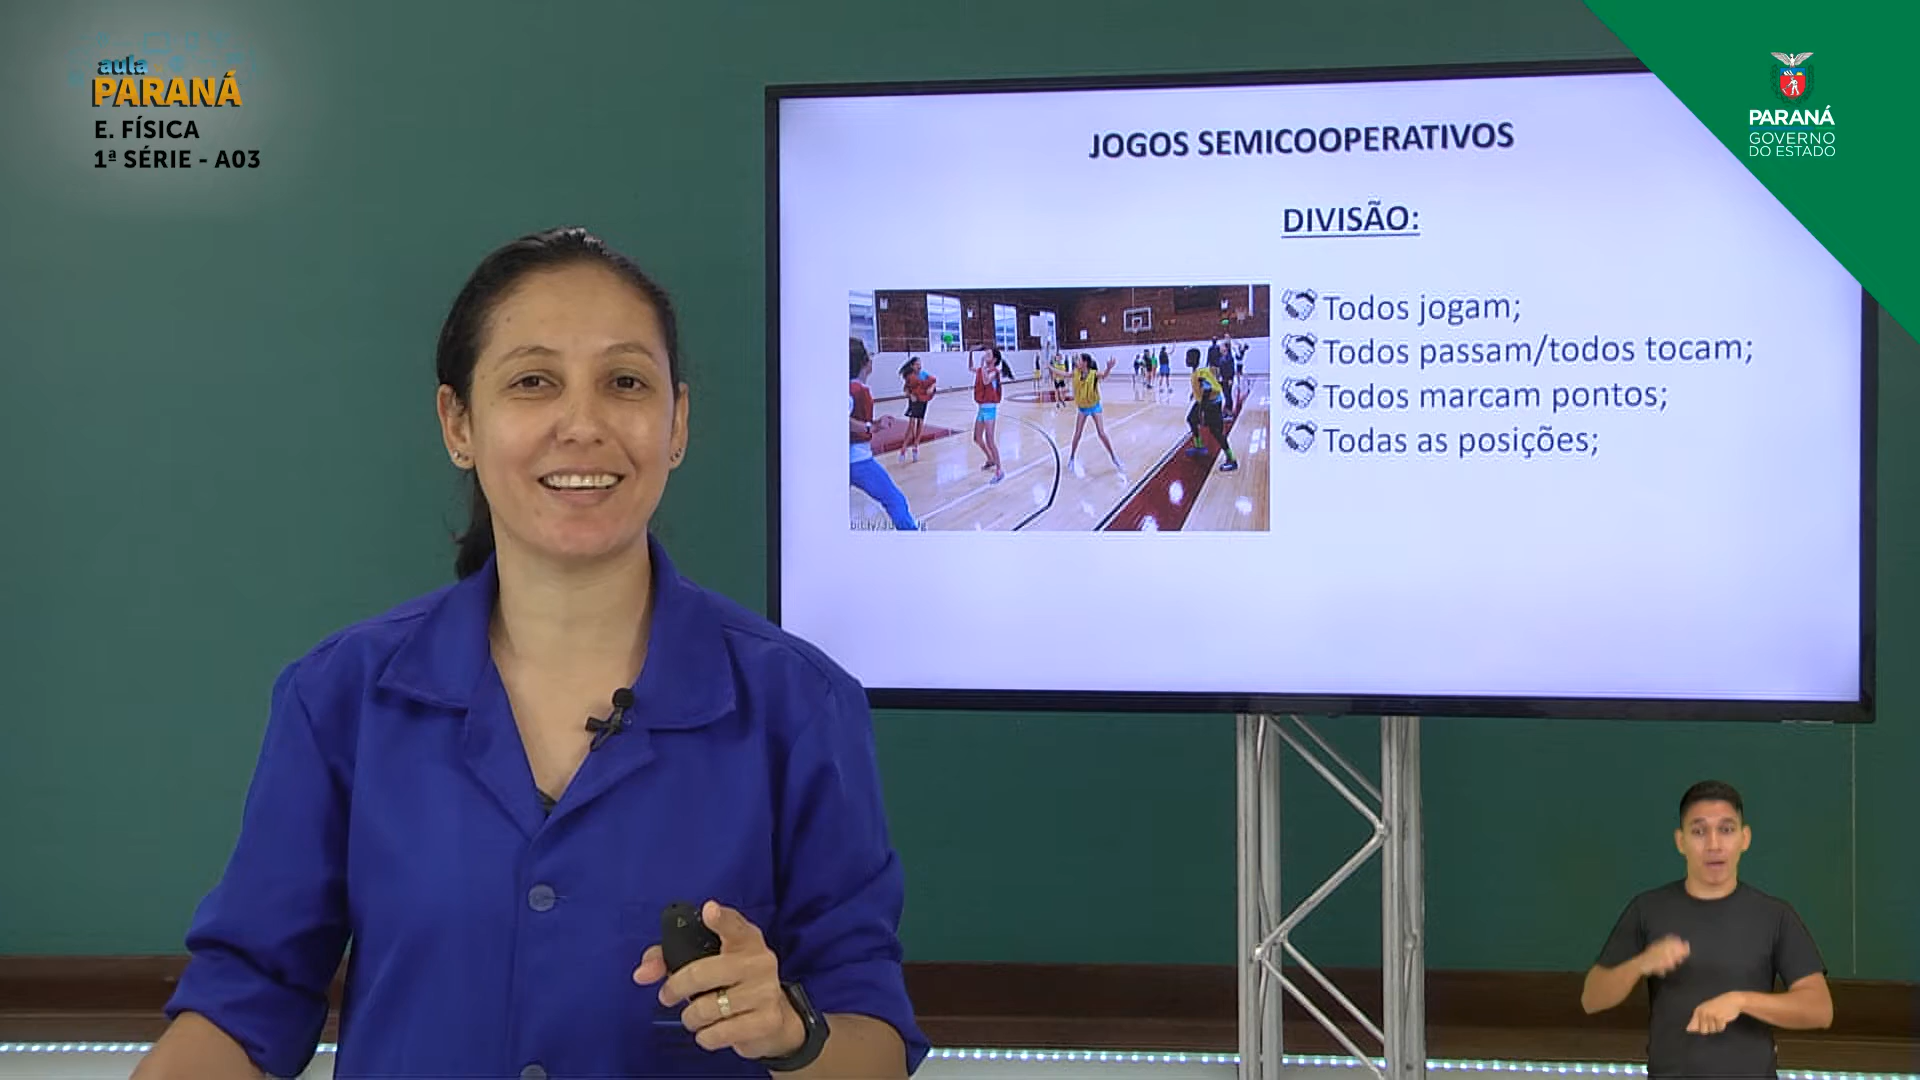 aula
PARANÁ
E. FÍSICA
1ª SÉRIE - A03
PARANÁ
GOVERNO
DO ESTADO
JOGOS SEMICOOPERATIVOS
DIVISÃO:
Todos jogam;
Todos passam/todos tocam;
Todos marcam pontos;
Todas as posições;